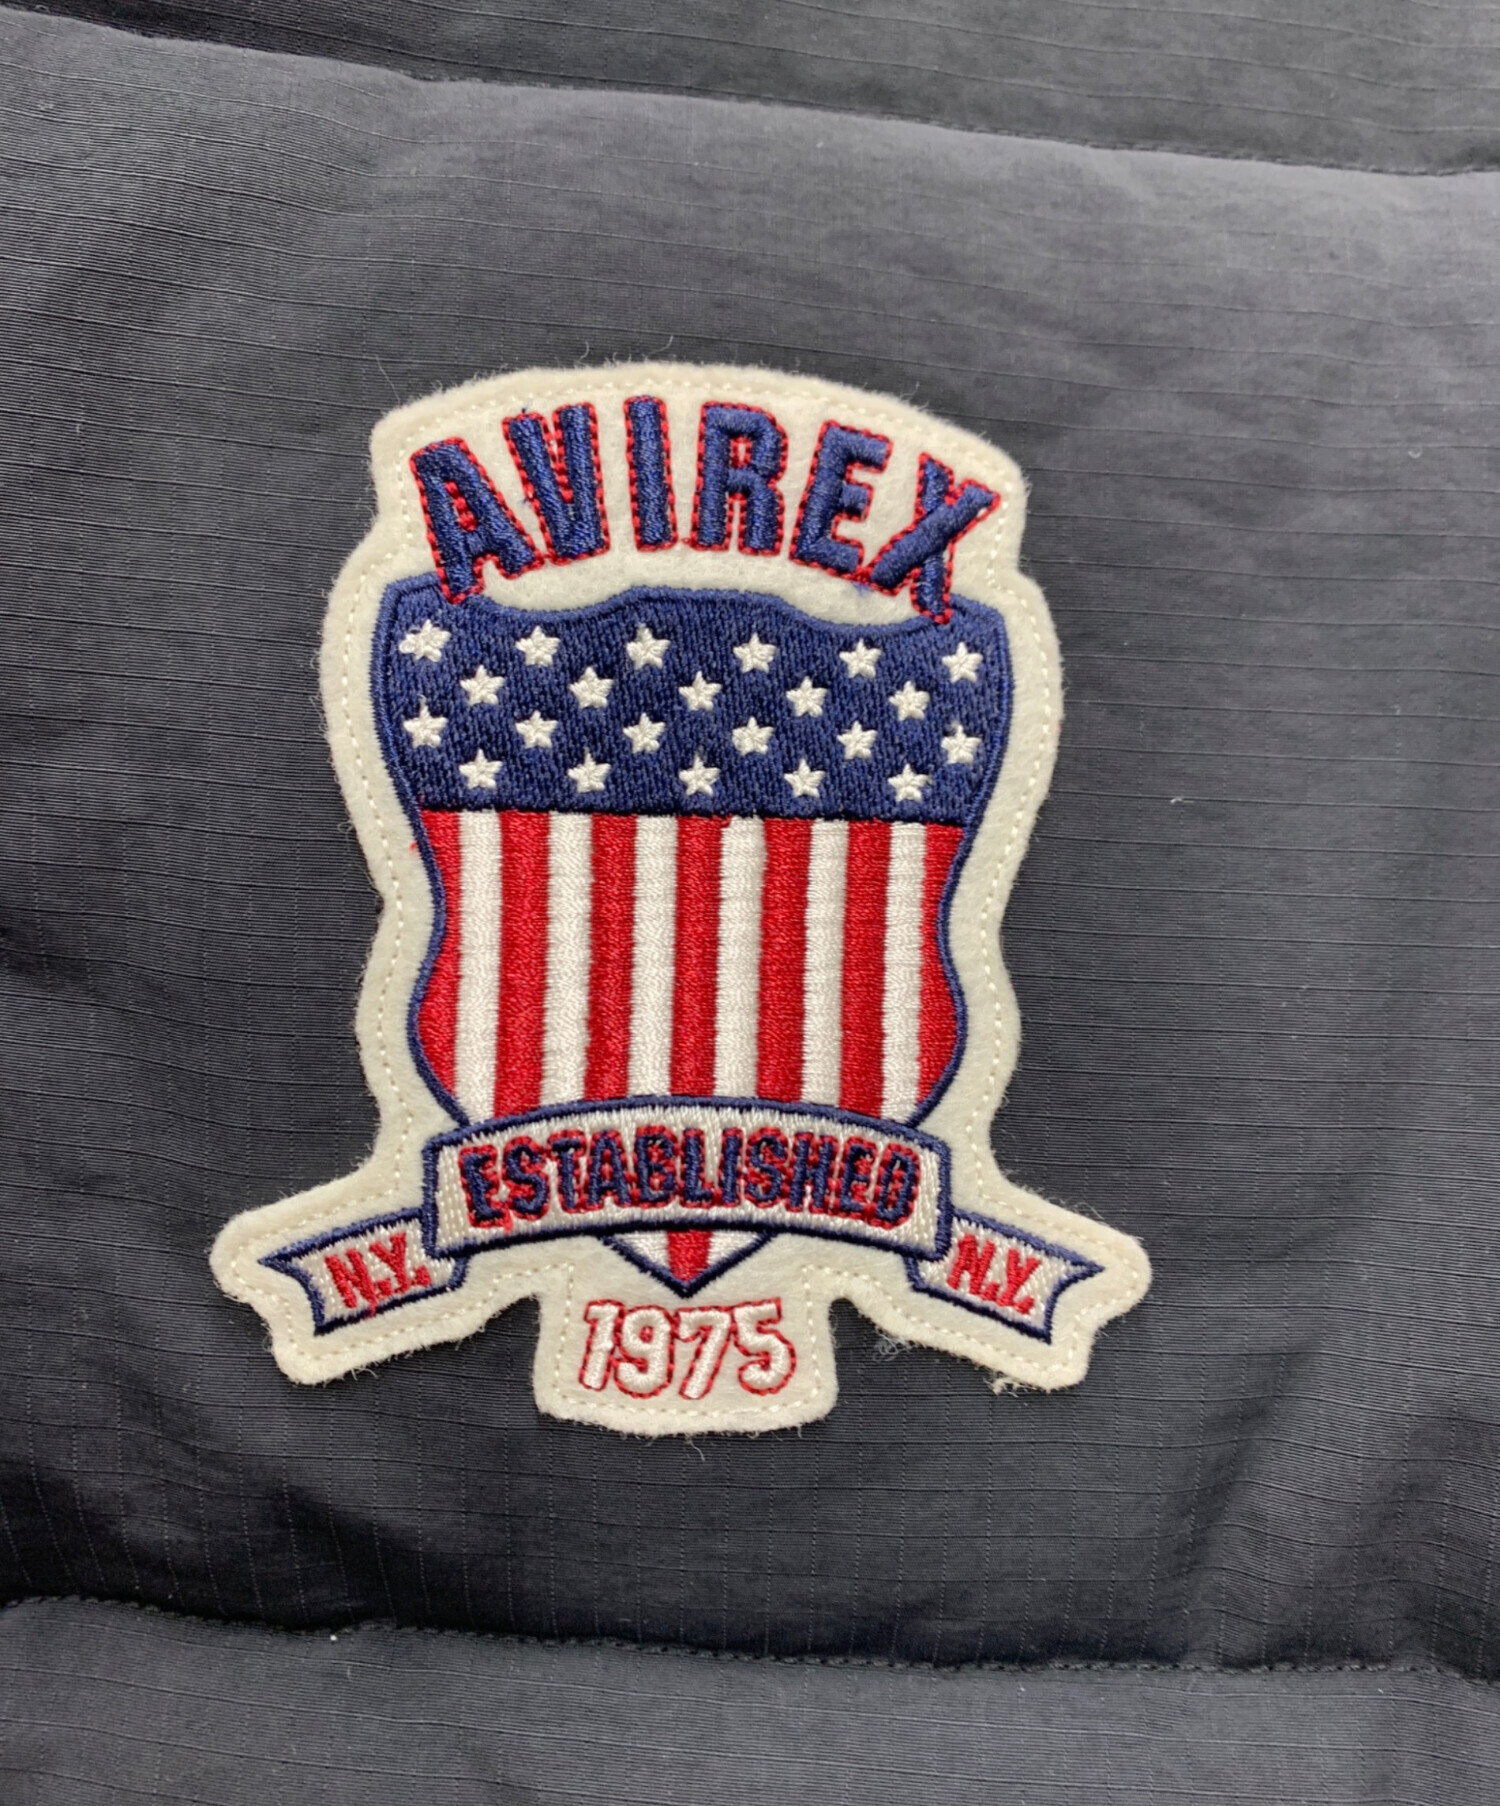 AVIREX
ESTABLISHED
N.Y. N.Y.
1975